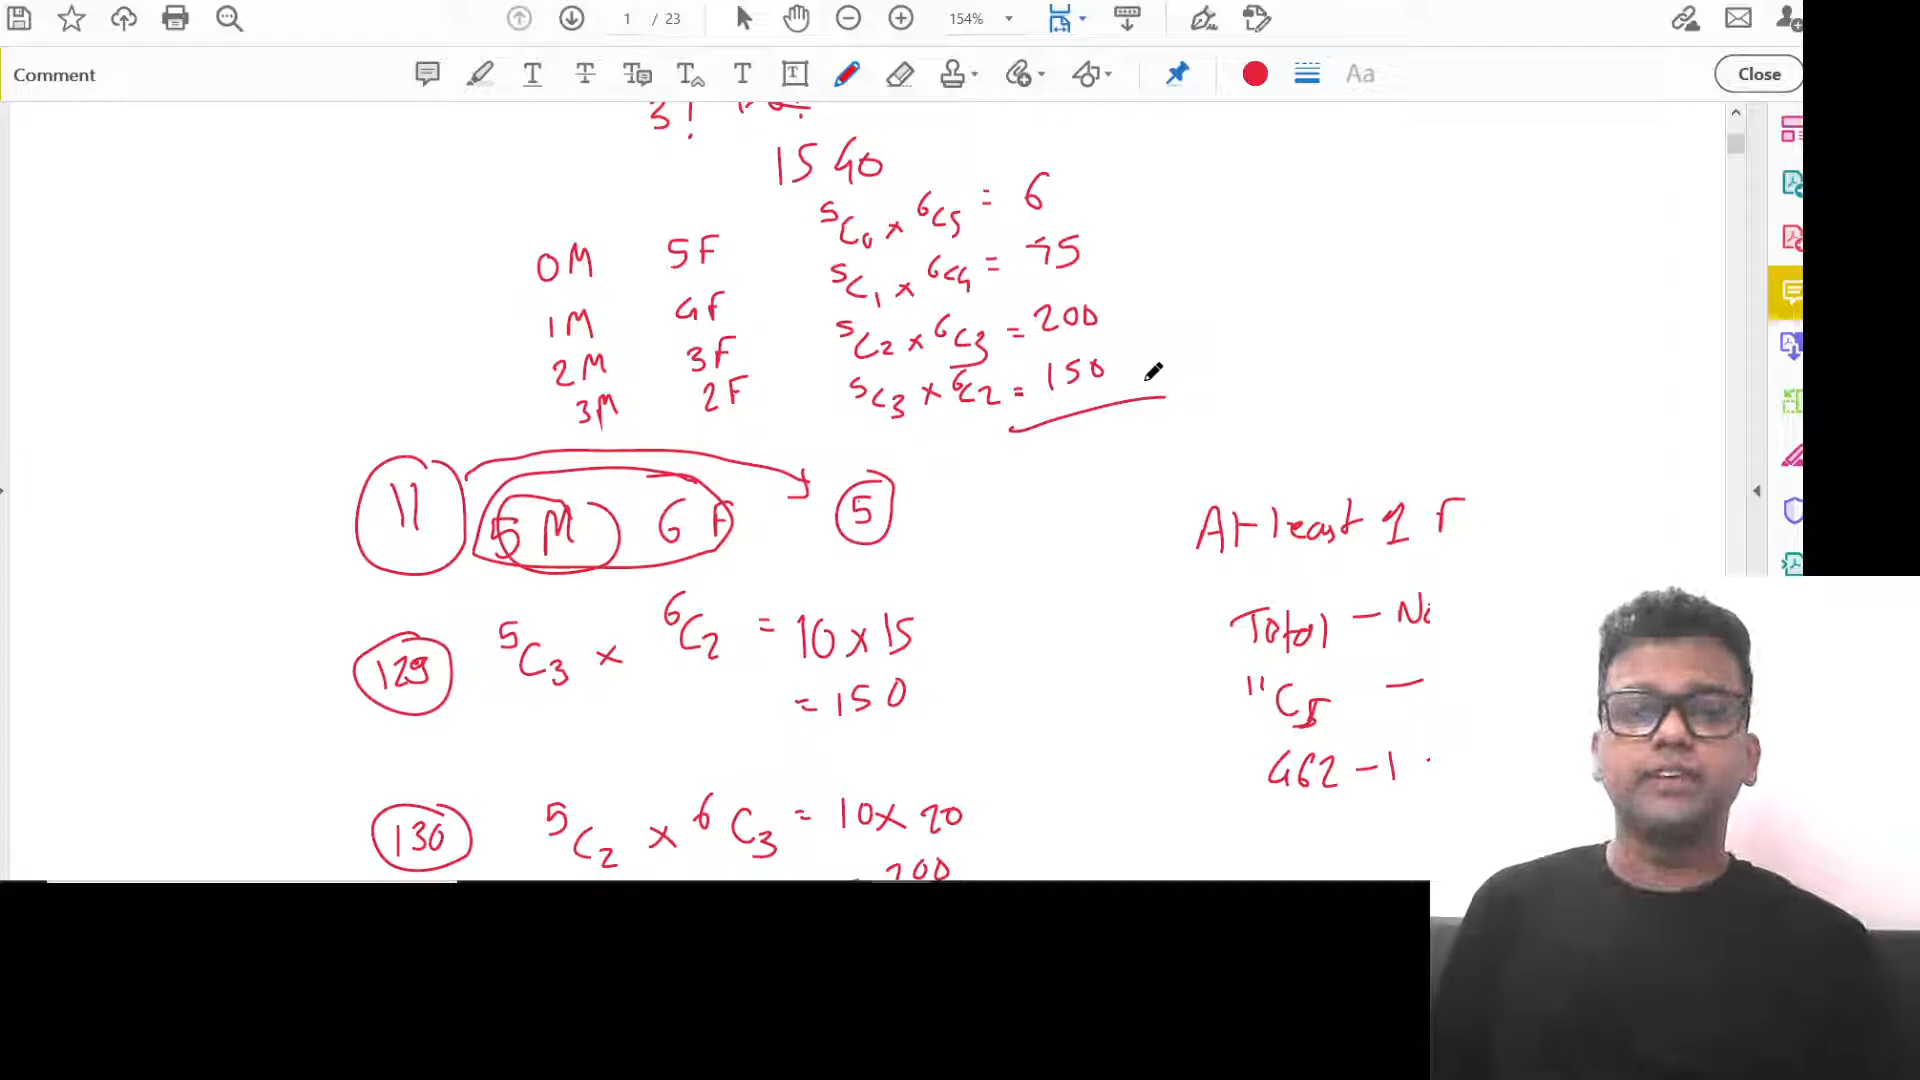 1 / 23
154%
Comment
Aa
Close
3!
1540
⁵C₀ × ⁶C₅ = 6
0M 5F
⁵C₁ × ⁶C₄ = 75
1M 4F
⁵C₂ × ⁶C₃ = 200
2M 3F
⁵C₃ × ⁶C₂ = 150
3M 2F
11 5M 6F 5
At least 1 F
129 ⁵C₃ × ⁶C₂ = 10 × 15
= 150
Total –
¹¹C₅ –
462 – 1
130 ⁵C₂ × ⁶C₃ = 10 × 20
200